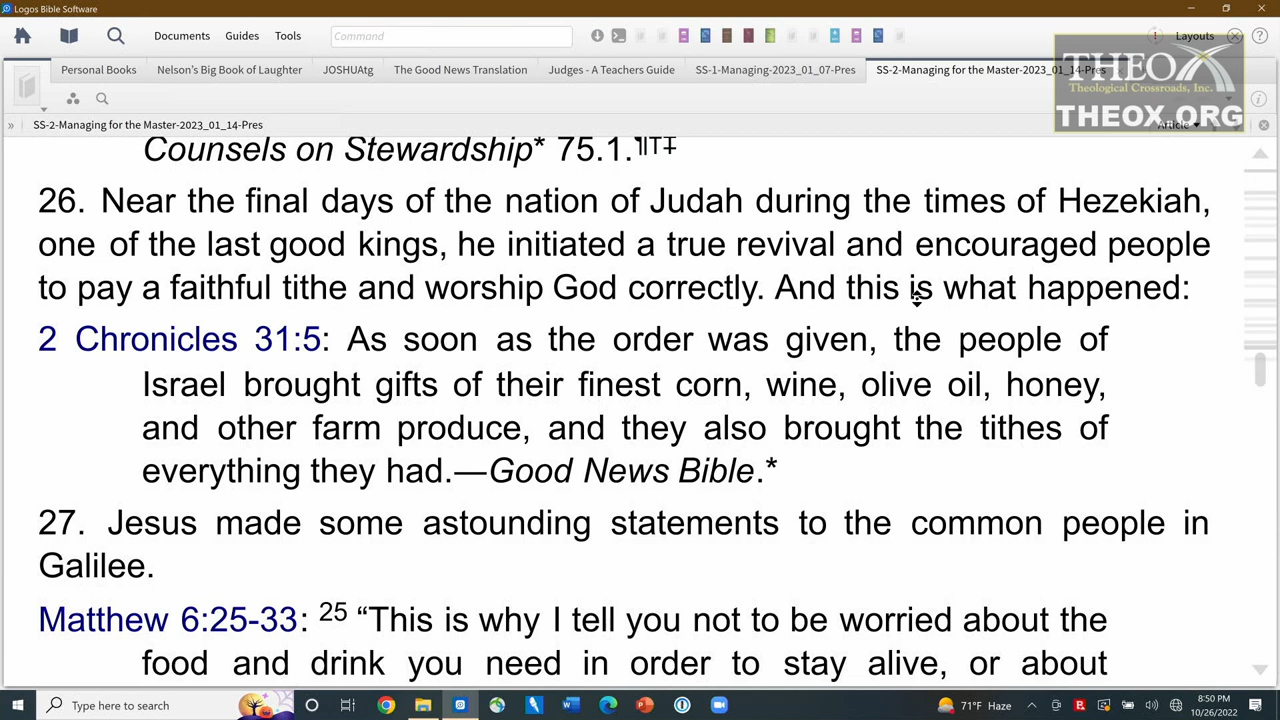 Logos Bible Software
Documents Guides Tools Command Layouts
Personal Books Nelson's Big Book of Laughter JOSHUAtg Good News Translation Judges - A Teachers Guide SS-1-Managing-2023_01_07-Pres SS-2-Managing for the Master-2023_01_14-Pres
THEOX
Theological Crossroads, Inc.
THEOX.ORG
» SS-2-Managing for the Master-2023_01_14-Pres Article
Counsels on Stewardship* 75.1.¶ΙΤ‡
26. Near the final days of the nation of Judah during the times of Hezekiah,
one of the last good kings, he initiated a true revival and encouraged people
to pay a faithful tithe and worship God correctly. And this is what happened:
2 Chronicles 31:5: As soon as the order was given, the people of
Israel brought gifts of their finest corn, wine, olive oil, honey,
and other farm produce, and they also brought the tithes of
everything they had.—Good News Bible.*
27. Jesus made some astounding statements to the common people in
Galilee.
Matthew 6:25-33: 25 “This is why I tell you not to be worried about the
food and drink you need in order to stay alive, or about
Type here to search 71°F Haze 8:50 PM
10/26/2022